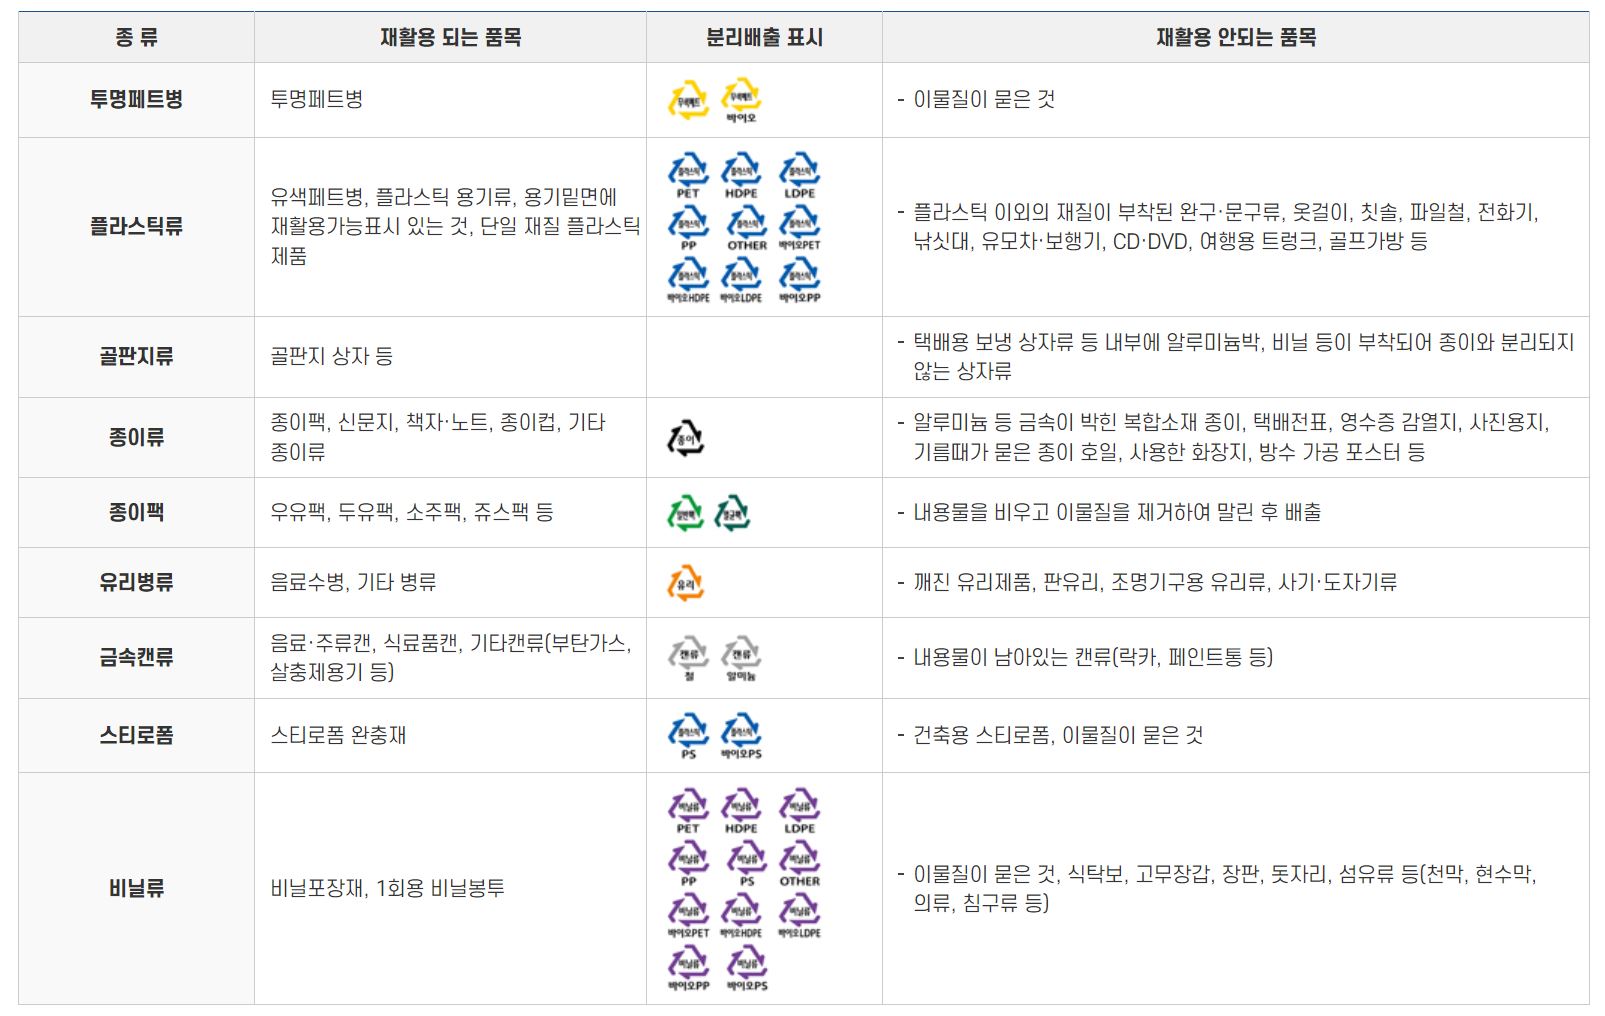 종 류
재활용 되는 품목
분리배출 표시
재활용 안되는 품목
투명페트병
투명페트병
무색페트
무색페트
바이오
- 이물질이 묻은 것
플라스틱류
유색페트병, 플라스틱 용기류, 용기밑면에
재활용가능표시 있는 것, 단일 재질 플라스틱
제품
플라스틱 플라스틱 플라스틱
PET HDPE LDPE
플라스틱 플라스틱 플라스틱
PP OTHER 바이오PET
플라스틱 플라스틱 플라스틱
바이오HDPE 바이오LDPE 바이오PP
- 플라스틱 이외의 재질이 부착된 완구·문구류, 옷걸이, 칫솔, 파일철, 전화기,
낚싯대, 유모차·보행기, CD·DVD, 여행용 트렁크, 골프가방 등
골판지류
골판지 상자 등
- 택배용 보냉 상자류 등 내부에 알루미늄박, 비닐 등이 부착되어 종이와 분리되지
않는 상자류
종이류
종이팩, 신문지, 책자·노트, 종이컵, 기타
종이류
종이
- 알루미늄 등 금속이 박힌 복합소재 종이, 택배전표, 영수증 감열지, 사진용지,
기름때가 묻은 종이 호일, 사용한 화장지, 방수 가공 포스터 등
종이팩
우유팩, 두유팩, 소주팩, 쥬스팩 등
일반팩 멸균팩
- 내용물을 비우고 이물질을 제거하여 말린 후 배출
유리병류
음료수병, 기타 병류
유리
- 깨진 유리제품, 판유리, 조명기구용 유리류, 사기·도자기류
금속캔류
음료·주류캔, 식료품캔, 기타캔류(부탄가스,
살충제용기 등)
캔류 캔류
철 알미늄
- 내용물이 남아있는 캔류(락카, 페인트통 등)
스티로폼
스티로폼 완충재
플라스틱 플라스틱
PS 바이오PS
- 건축용 스티로폼, 이물질이 묻은 것
비닐류
비닐포장재, 1회용 비닐봉투
비닐류 비닐류 비닐류
PET HDPE LDPE
비닐류 비닐류 비닐류
PP PS OTHER
비닐류 비닐류 비닐류
바이오PET 바이오HDPE 바이오LDPE
비닐류 비닐류
바이오PP 바이오PS
- 이물질이 묻은 것, 식탁보, 고무장갑, 장판, 돗자리, 섬유류 등(천막, 현수막,
의류, 침구류 등)